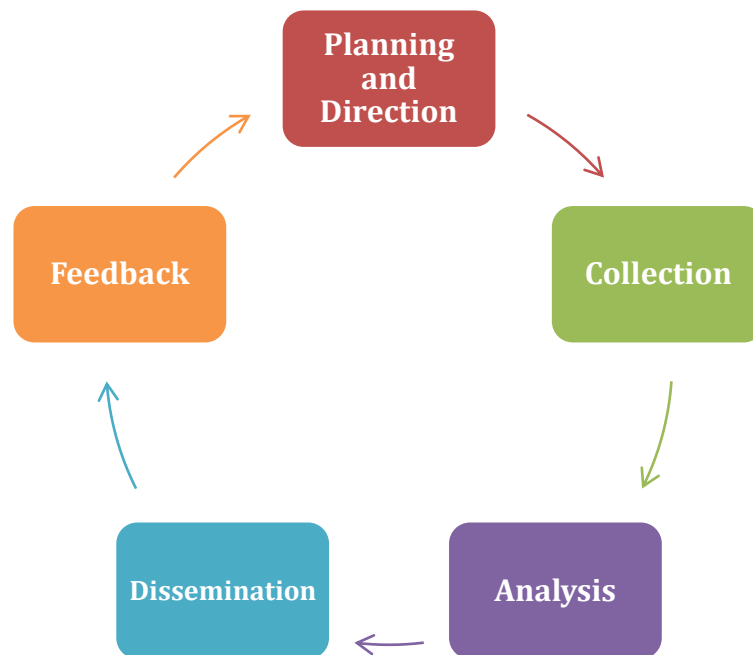 Planning
and
Direction
Collection
Analysis
Dissemination
Feedback